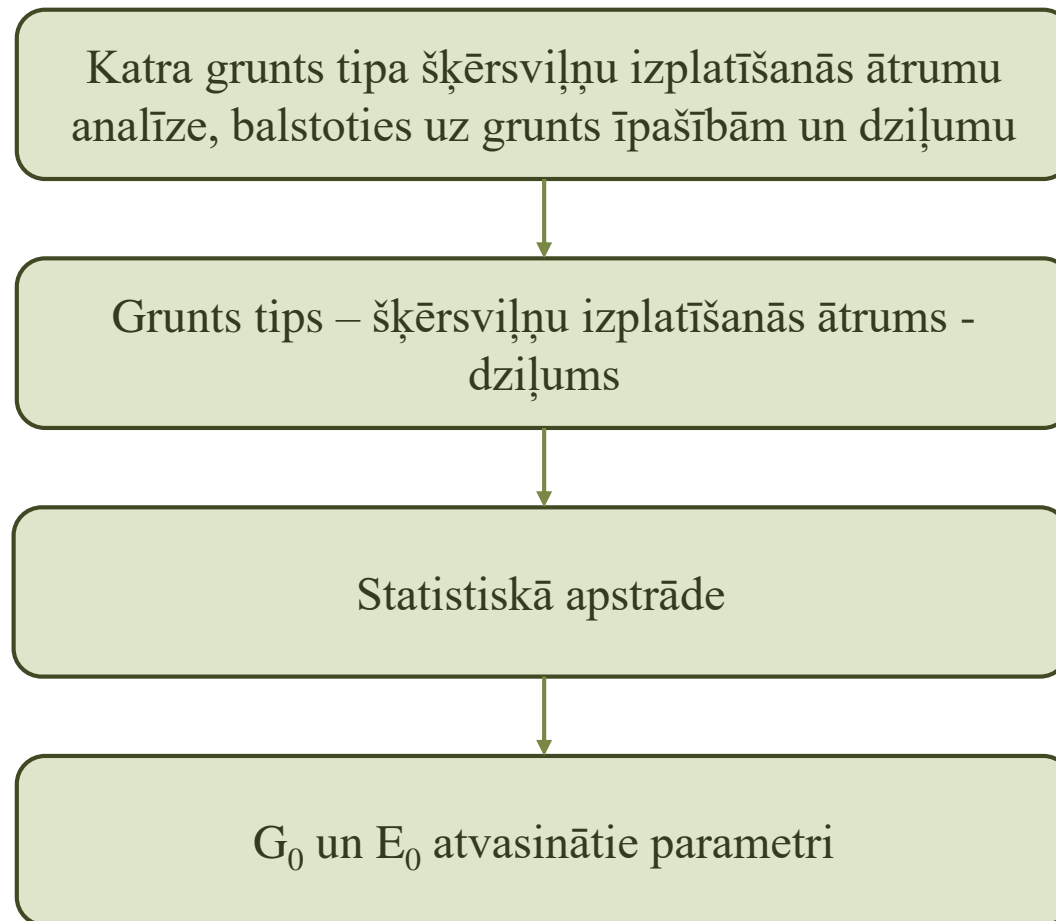 Katra grunts tipa šķērsviļņu izplatīšanās ātrumu
analīze, balstoties uz grunts īpašībām un dziļumu
Grunts tips – šķērsviļņu izplatīšanās ātrums -
dziļums
Statistiskā apstrāde
G₀ un E₀ atvasinātie parametri